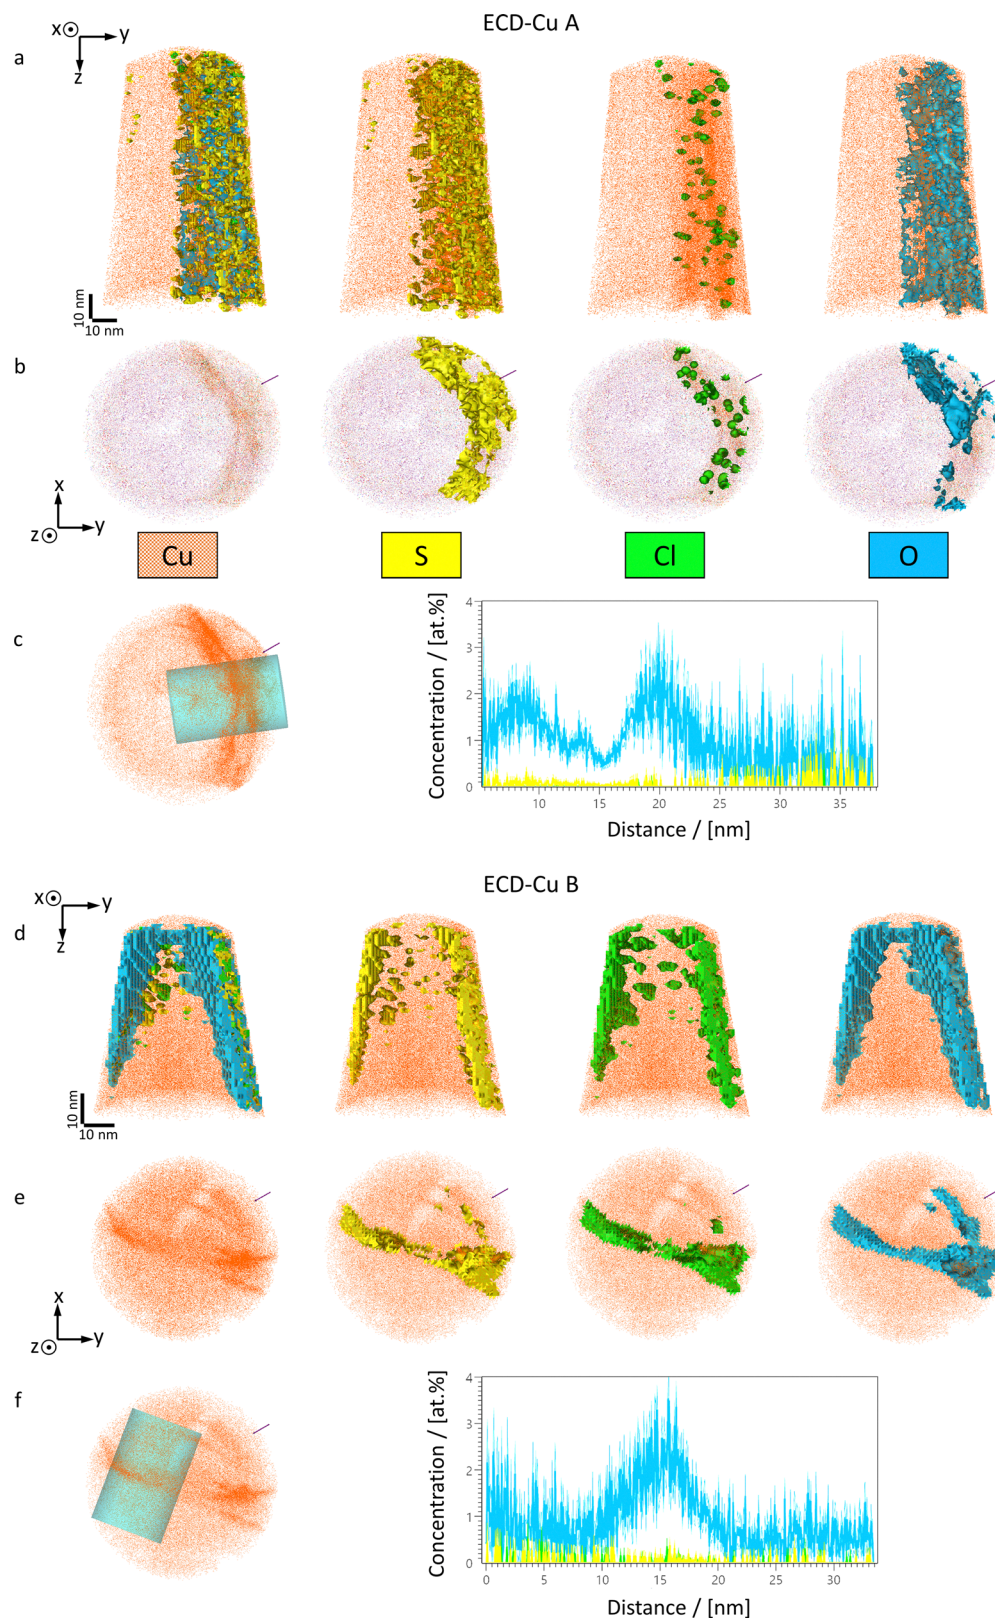 ECD-Cu A
x y
z
a
10 nm
10 nm
b
x
z y
Cu S Cl O
c
Concentration / [at.%]
4
3
2
1
0
10 15 20 25 30 35
Distance / [nm]
ECD-Cu B
x y
z
d
10 nm
10 nm
e
x
z y
f
Concentration / [at.%]
4
3
2
1
0
0 5 10 15 20 25 30
Distance / [nm]